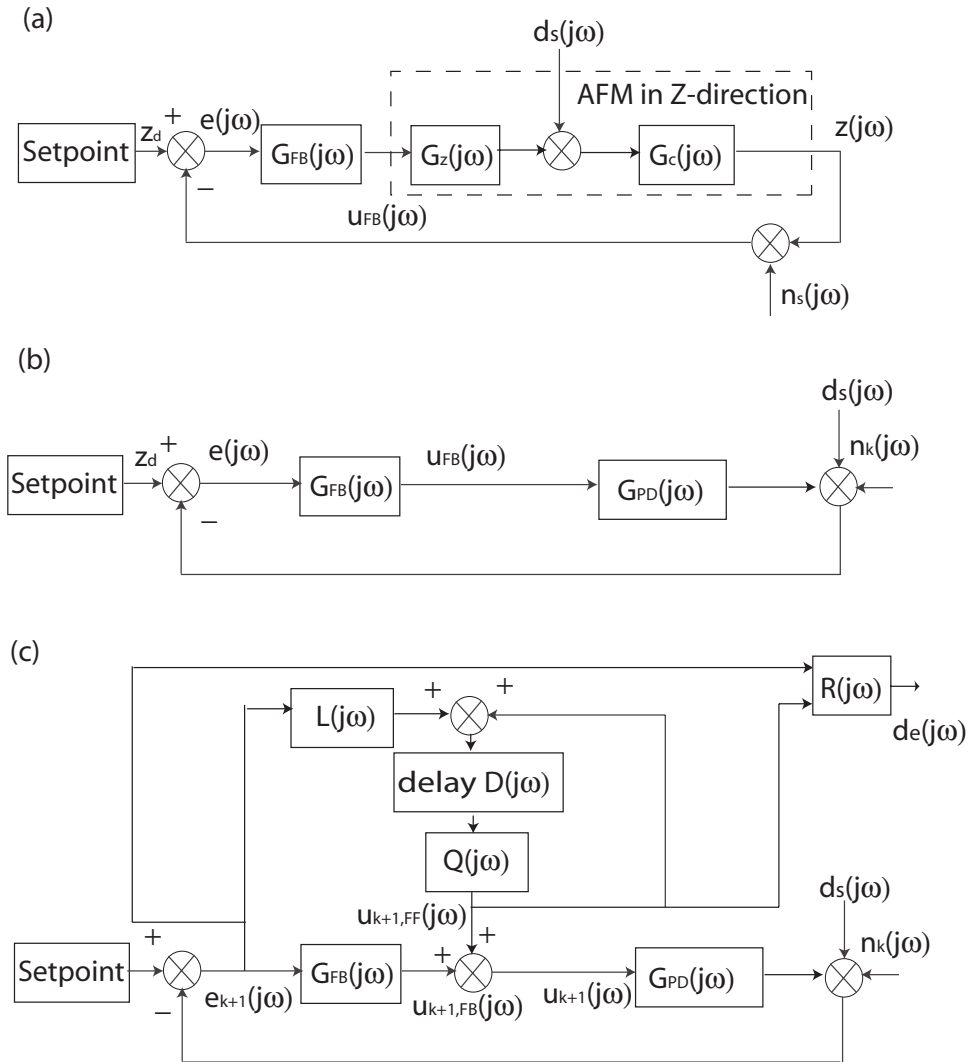 (a)
ds(jω)
AFM in Z-direction
Setpoint
zd
+
e(jω)
GFB(jω)
Gz(jω)
Gc(jω)
z(jω)
−
uFB(jω)
ns(jω)
(b)
ds(jω)
nk(jω)
Setpoint
zd
+
e(jω)
GFB(jω)
uFB(jω)
GPD(jω)
−
(c)
R(jω)
de(jω)
L(jω)
+
+
delay D(jω)
Q(jω)
uk+1,FF(jω)
ds(jω)
nk(jω)
Setpoint
+
ek+1(jω)
GFB(jω)
+
+
uk+1,FB(jω)
uk+1(jω)
GPD(jω)
−